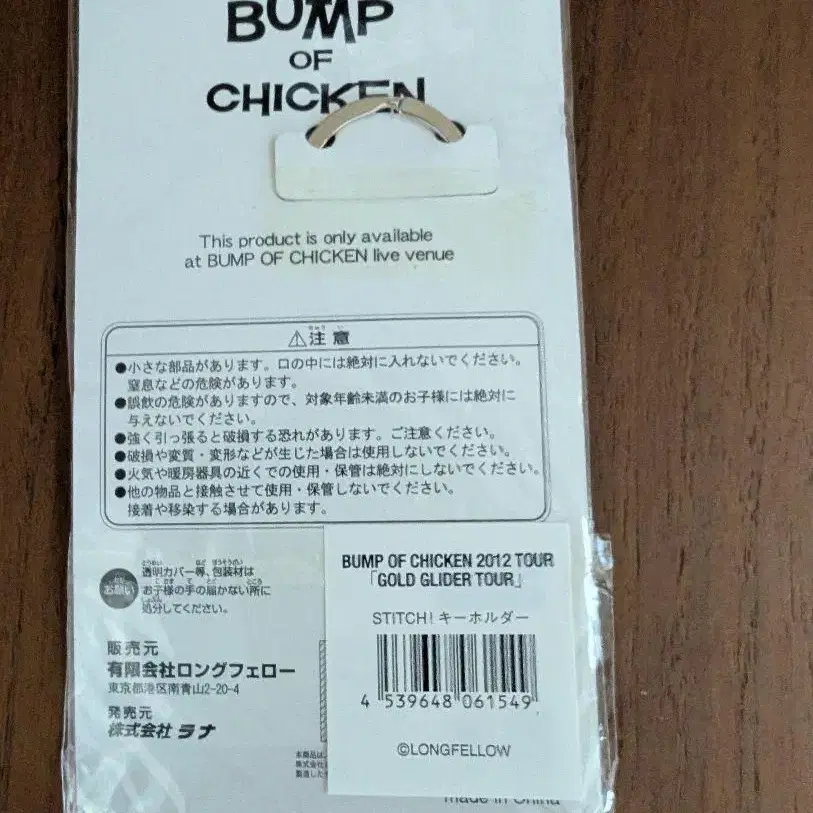 BUMP
OF
CHICKEN
This product is only available
at BUMP OF CHICKEN live venue
⚠注意
●小さな部品があります。口の中には絶対に入れないでください。
窒息などの危険があります。
●誤飲の危険がありますので、対象年齢未満のお子様には絶対に
与えないでください。
●強く引っ張ると破損する恐れがあります。ご注意ください。
●破損や変質・変形などが生じた場合は使用しないでください。
●火気や暖房器具の近くでの使用・保管は絶対にしないでください。
●他の物品と接触させて使用・保管しないでください。
接着や移染する場合があります。
お願い
透明カバー等、包装材は
お子様の手の届かない所に
処分してください。
販売元
有限会社ロングフェロー
東京都港区南青山2-20-4
発売元
株式会社 ラナ
本商品は
株式会社
製造した
BUMP OF CHICKEN 2012 TOUR
「GOLD GLIDER TOUR」
STITCH! キーホルダー
4 539648 061549
©LONGFELLOW
made in China